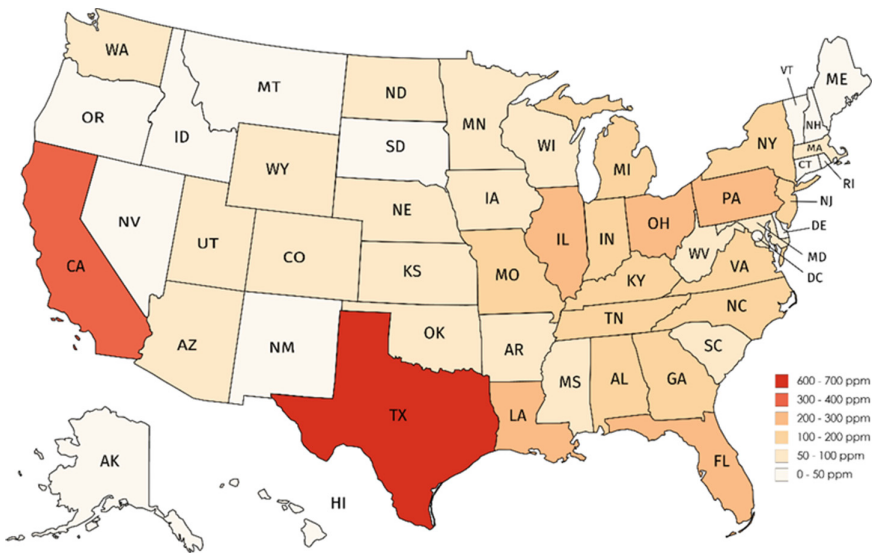 WA
MT
ND
MN
VT
ME
OR
ID
SD
WI
NH
WY
MI
NY
MA
CT
RI
NV
NE
IA
PA
NJ
UT
CO
IL
IN
OH
DE
CA
KS
MO
WV
VA
MD
KY
DC
AZ
NM
OK
TN
NC
AR
SC
MS
AL
GA
TX
LA
FL
AK
HI
600 - 700 ppm
300 - 400 ppm
200 - 300 ppm
100 - 200 ppm
50 - 100 ppm
0 - 50 ppm